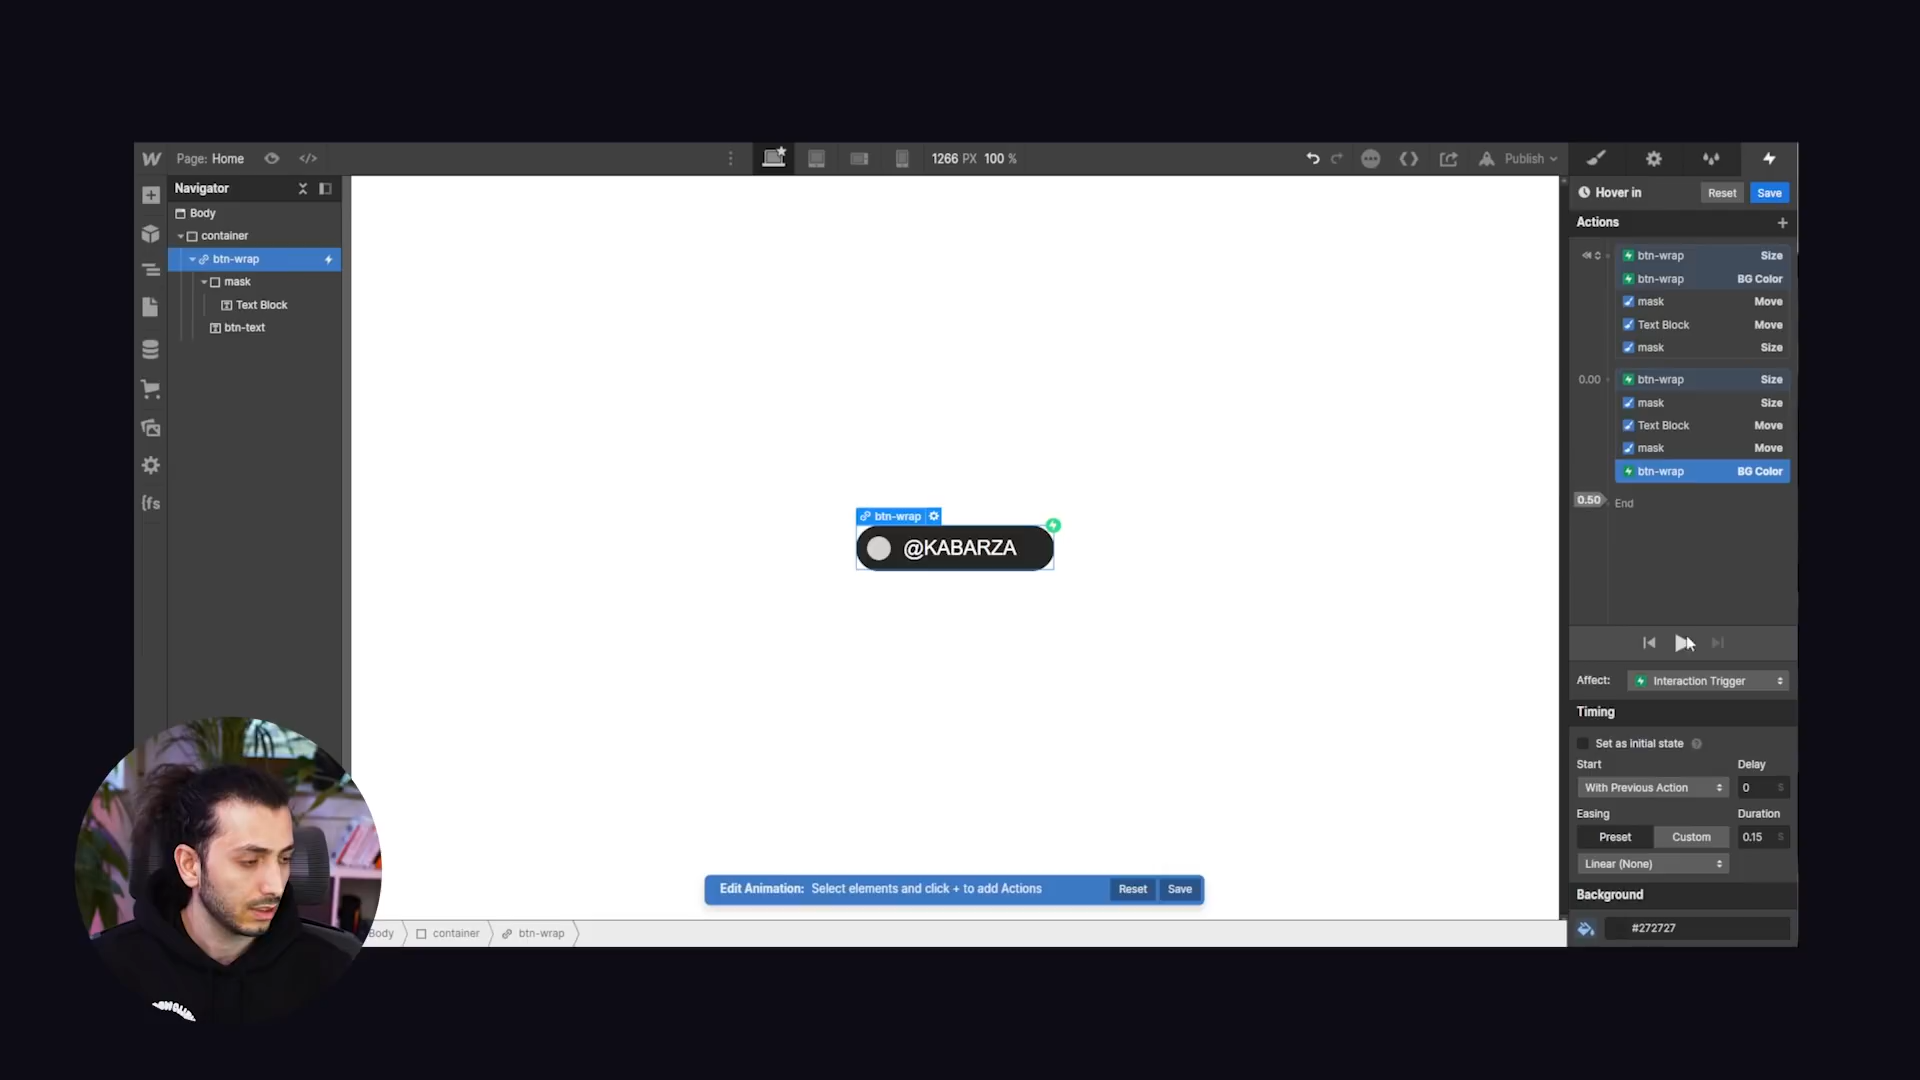 Page: Home
1266 PX 100 %
Publish
Navigator
Body
container
btn-wrap
mask
Text Block
btn-text
btn-wrap
@KABARZA
Edit Animation: Select elements and click + to add Actions
Reset
Save
Body
container
btn-wrap
Hover in
Reset
Save
Actions
btn-wrap Size
btn-wrap BG Color
mask Move
Text Block Move
mask Size
0.00
btn-wrap Size
mask Size
Text Block Move
mask Move
btn-wrap BG Color
0.50
End
Affect: Interaction Trigger
Timing
Set as initial state
Start Delay
With Previous Action 0 S
Easing Duration
Preset Custom 0.15 S
Linear (None)
Background
#272727
{fs